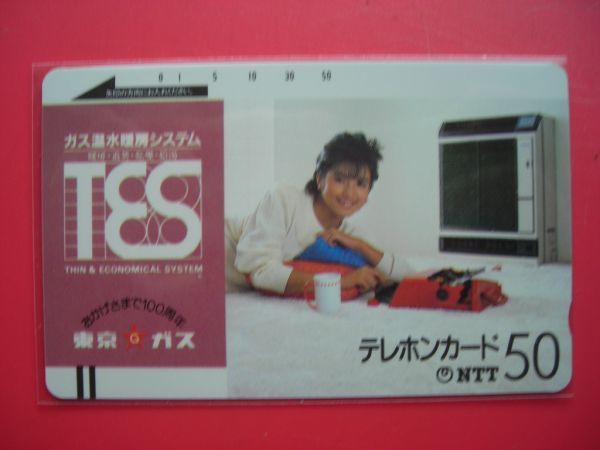 0 1 5 10 30 50
ガス温水暖房システム
TES
THIN & ECONOMICAL SYSTEM
おかげさまで100周年
東京 G ガス
テレホンカード 50
NTT